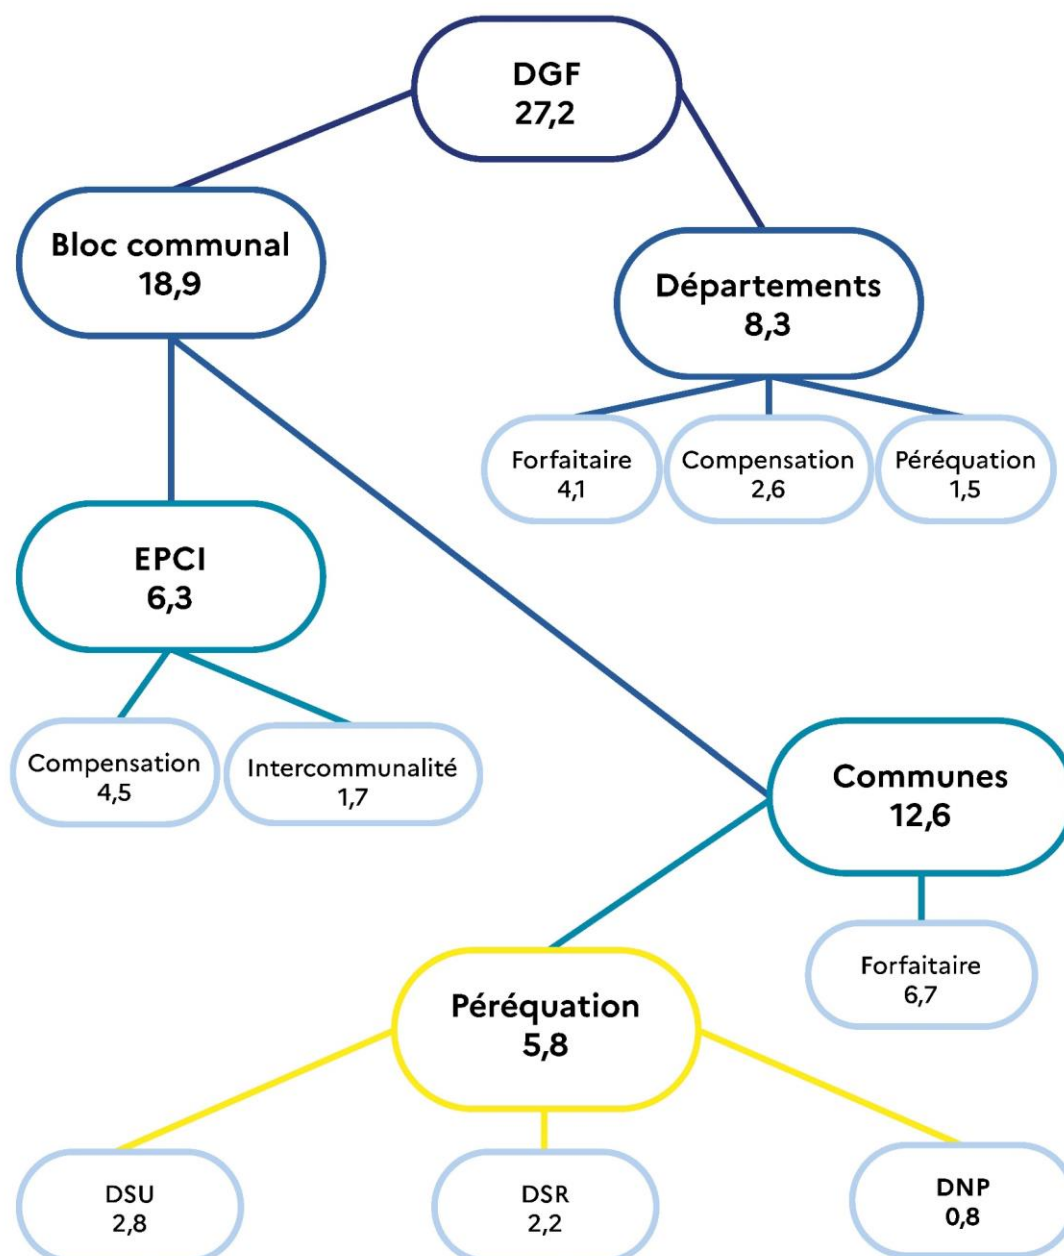 DGF
27,2
Bloc communal
18,9
Départements
8,3
Forfaitaire
4,1
Compensation
2,6
Péréquation
1,5
EPCI
6,3
Compensation
4,5
Intercommunalité
1,7
Communes
12,6
Forfaitaire
6,7
Péréquation
5,8
DSU
2,8
DSR
2,2
DNP
0,8